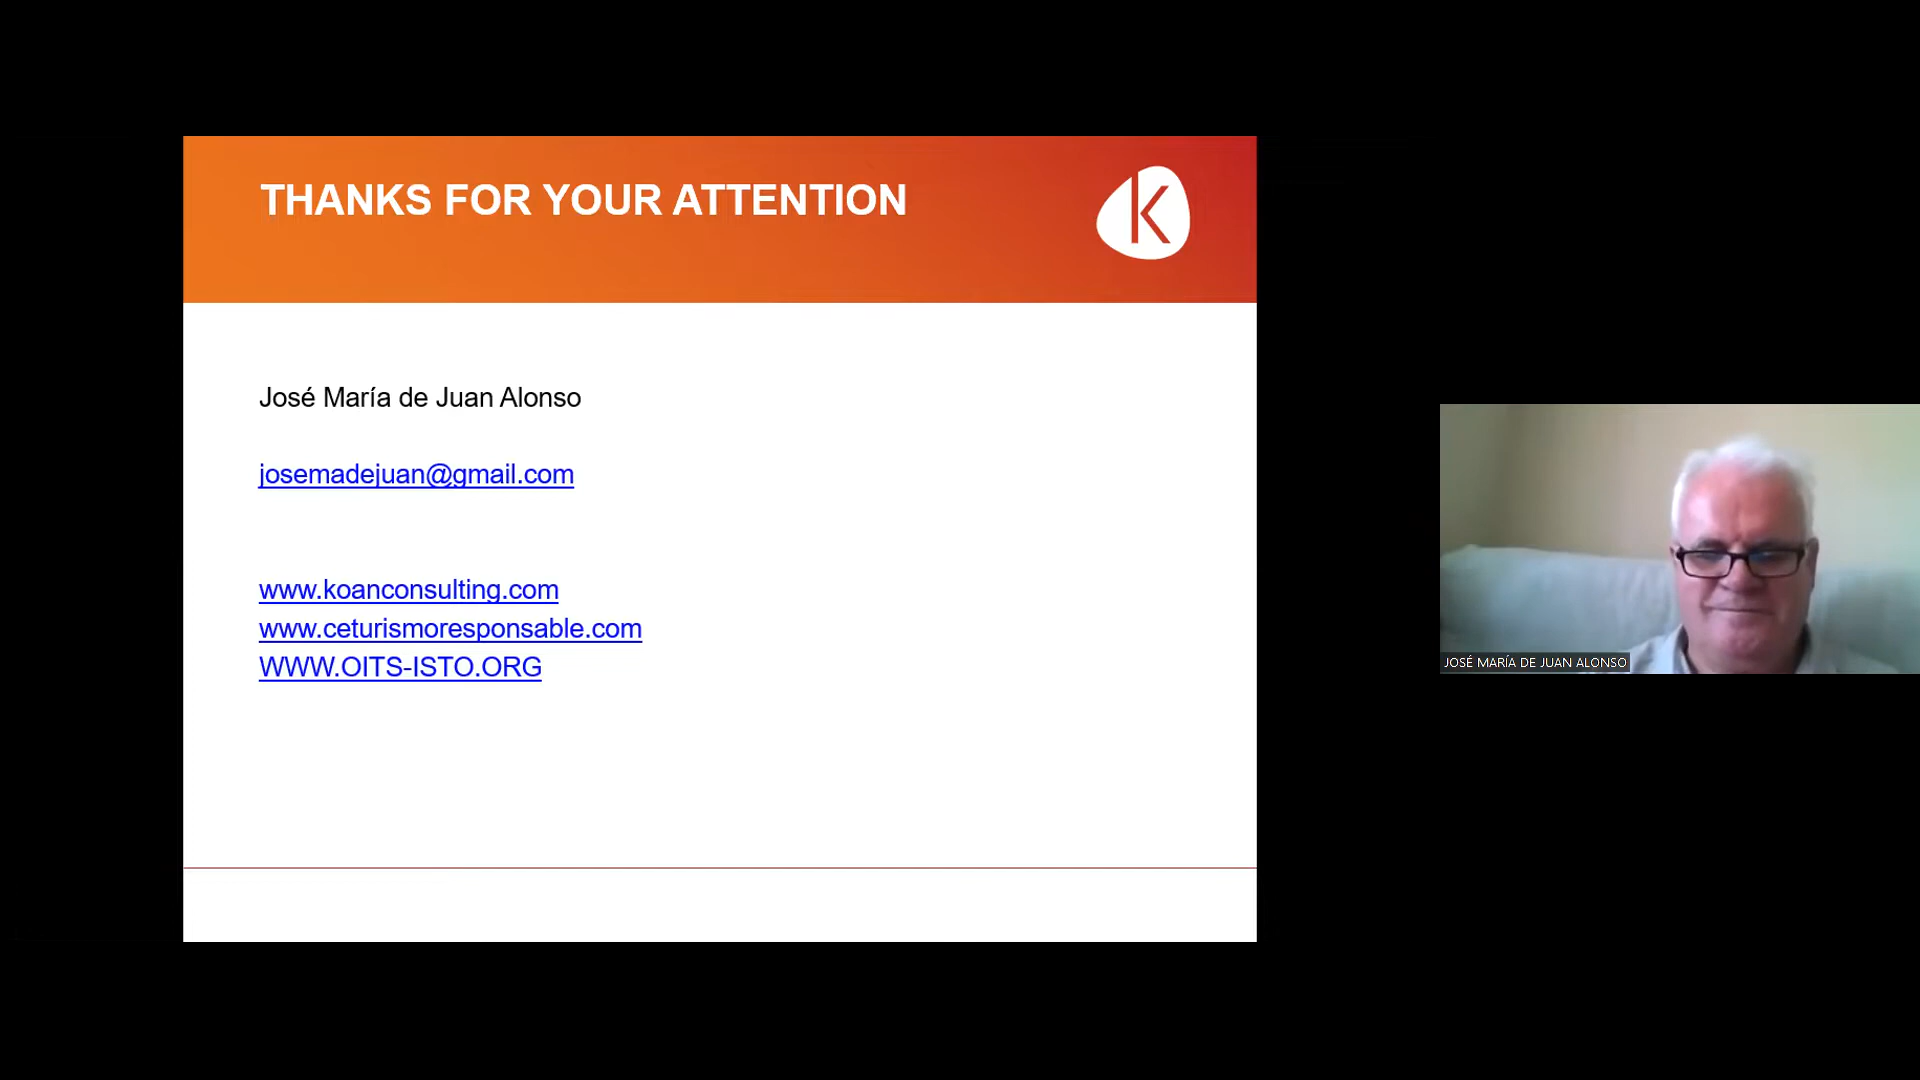 THANKS FOR YOUR ATTENTION
K
José María de Juan Alonso
josemadejuan@gmail.com
www.koanconsulting.com
www.ceturismoresponsable.com
WWW.OITS-ISTO.ORG
JOSÉ MARÍA DE JUAN ALONSO